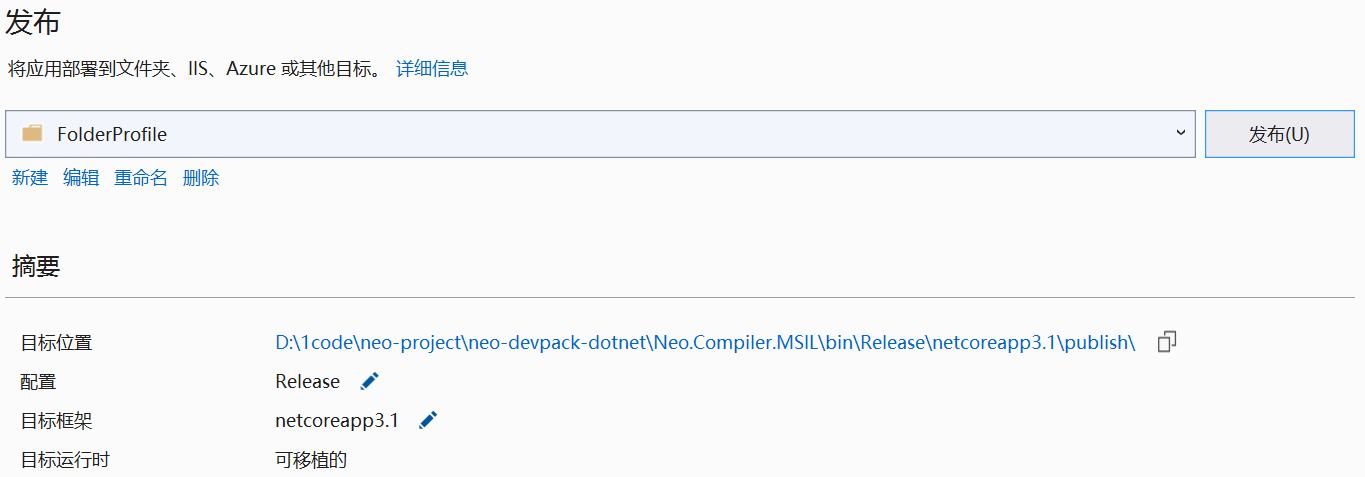 发布
将应用部署到文件夹、IIS、Azure 或其他目标。 详细信息
FolderProfile 发布(U)
新建 编辑 重命名 删除
摘要
目标位置 D:\1code\neo-project\neo-devpack-dotnet\Neo.Compiler.MSIL\bin\Release\netcoreapp3.1\publish\
配置 Release
目标框架 netcoreapp3.1
目标运行时 可移植的